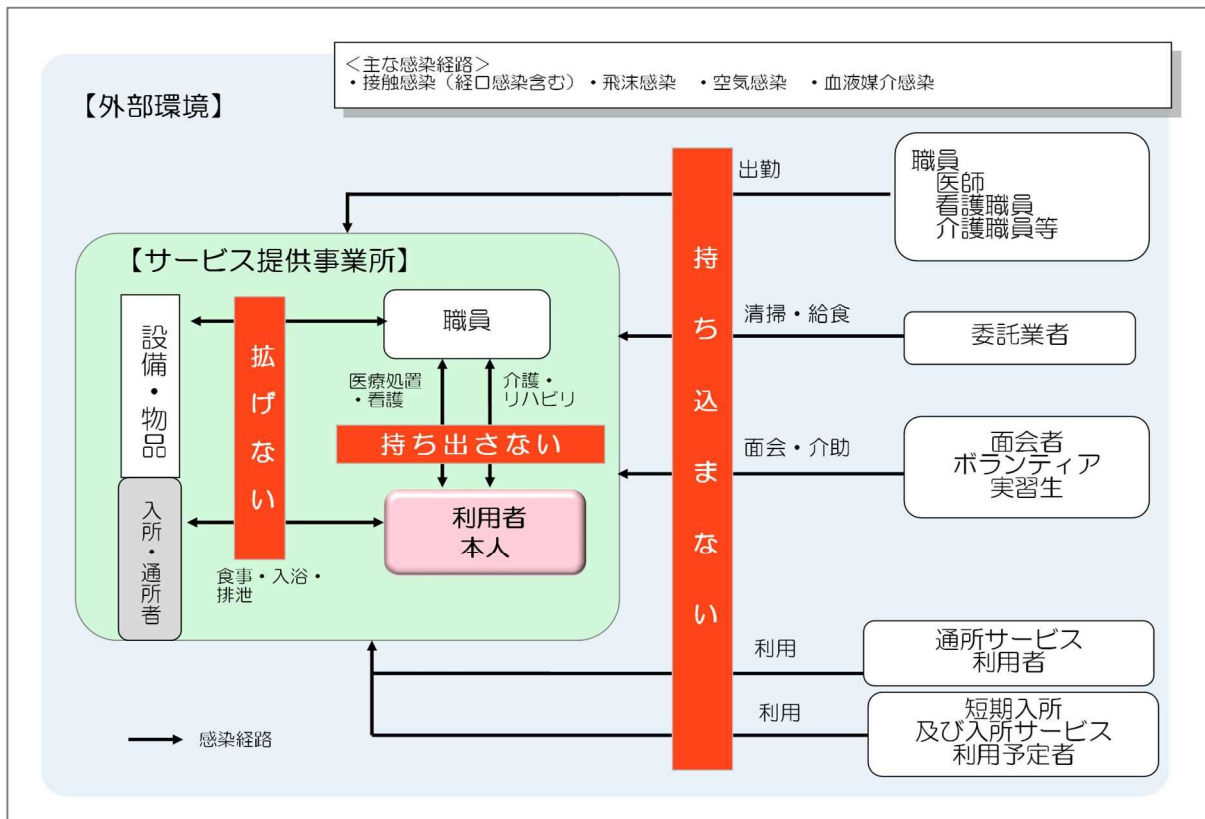 ＜主な感染経路＞
・接触感染（経口感染含む）・飛沫感染　・空気感染　・血液媒介感染
【外部環境】
出勤
職員
医師
看護職員
介護職員等
持ち込まない
清掃・給食
委託業者
面会・介助
面会者
ボランティア
実習生
利用
通所サービス
利用者
利用
短期入所
及び入所サービス
利用予定者
【サービス提供事業所】
設備・物品
拡げない
職員
医療処置
・看護
介護・
リハビリ
持ち出さない
入所・通所者
利用者
本人
食事・入浴・
排泄
感染経路